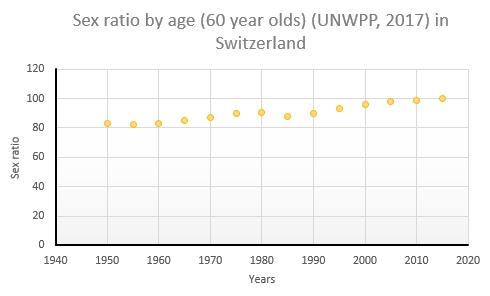 Sex ratio by age (60 year olds) (UNWPP, 2017) in
Switzerland
120
100
80
60
40
20
0
Sex ratio
1940 1950 1960 1970 1980 1990 2000 2010 2020
Years